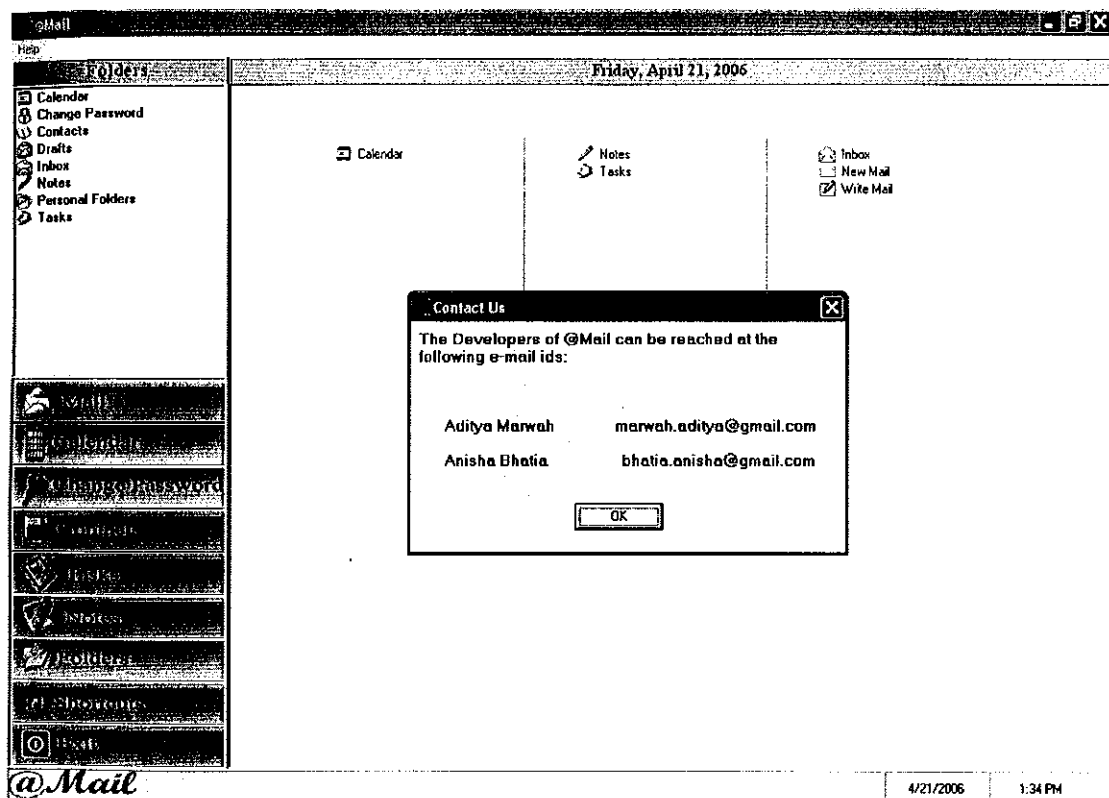 @Mail
Help
Folders
Friday, April 21, 2006
Calendar
Change Password
Contacts
Drafts
Inbox
Notes
Personal Folders
Tasks
Calendar
Notes
Tasks
Inbox
New Mail
Write Mail
Contact Us
The Developers of @Mail can be reached at the
following e-mail ids:
Aditya Marwah marwah.aditya@gmail.com
Anisha Bhatia bhatia.anisha@gmail.com
OK
Mail
Calendar
Change Password
Contacts
Tasks
Notes
Folders
Shortcuts
Exit
@Mail
4/21/2006 1:34 PM